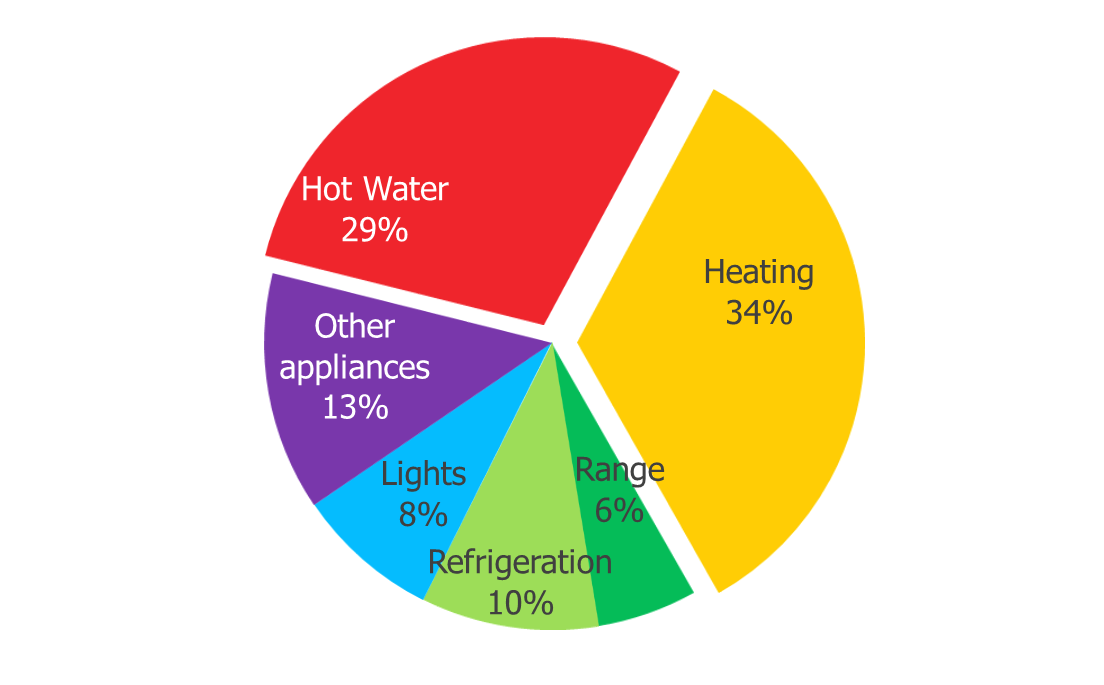 Hot Water
29%
Heating
34%
Other
appliances
13%
Lights
8%
Range
6%
Refrigeration
10%